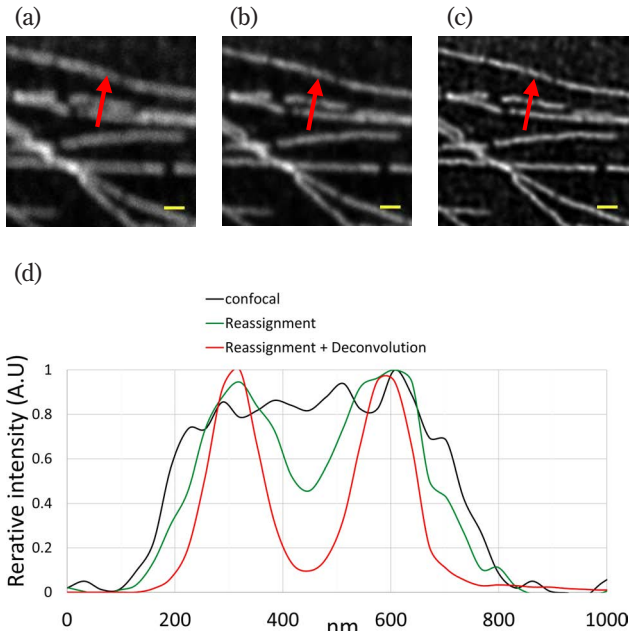 (a) (b) (c)
(d)
confocal
Reassignment
Reassignment + Deconvolution
Rerative intensity (A.U)
1
0.8
0.6
0.4
0.2
0
0 200 400 600 800 1000
nm